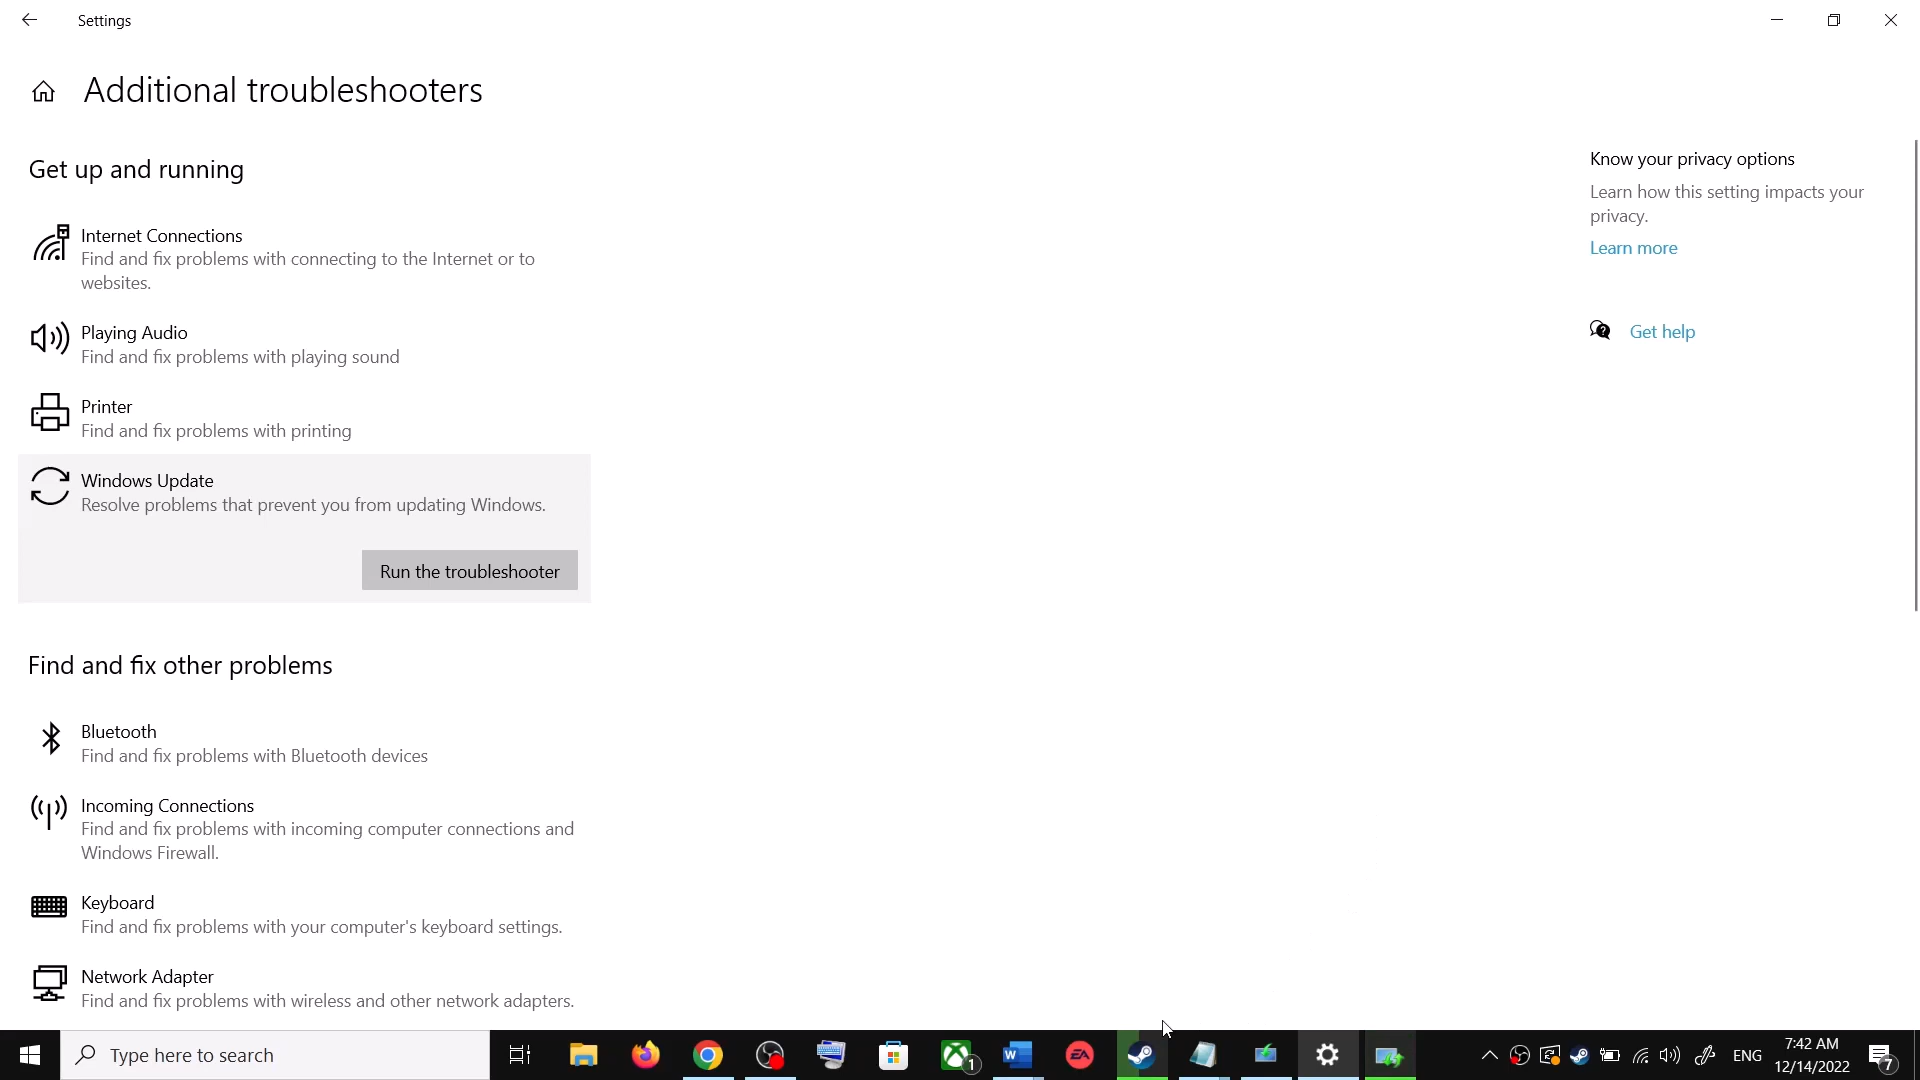 Settings
Additional troubleshooters
Get up and running
Internet Connections
Find and fix problems with connecting to the Internet or to
websites.
Playing Audio
Find and fix problems with playing sound
Printer
Find and fix problems with printing
Windows Update
Resolve problems that prevent you from updating Windows.
Run the troubleshooter
Find and fix other problems
Bluetooth
Find and fix problems with Bluetooth devices
Incoming Connections
Find and fix problems with incoming computer connections and
Windows Firewall.
Keyboard
Find and fix problems with your computer's keyboard settings.
Network Adapter
Find and fix problems with wireless and other network adapters.
Know your privacy options
Learn how this setting impacts your
privacy.
Learn more
Get help
Type here to search
1
W
EA
ENG
7:42 AM
12/14/2022
7